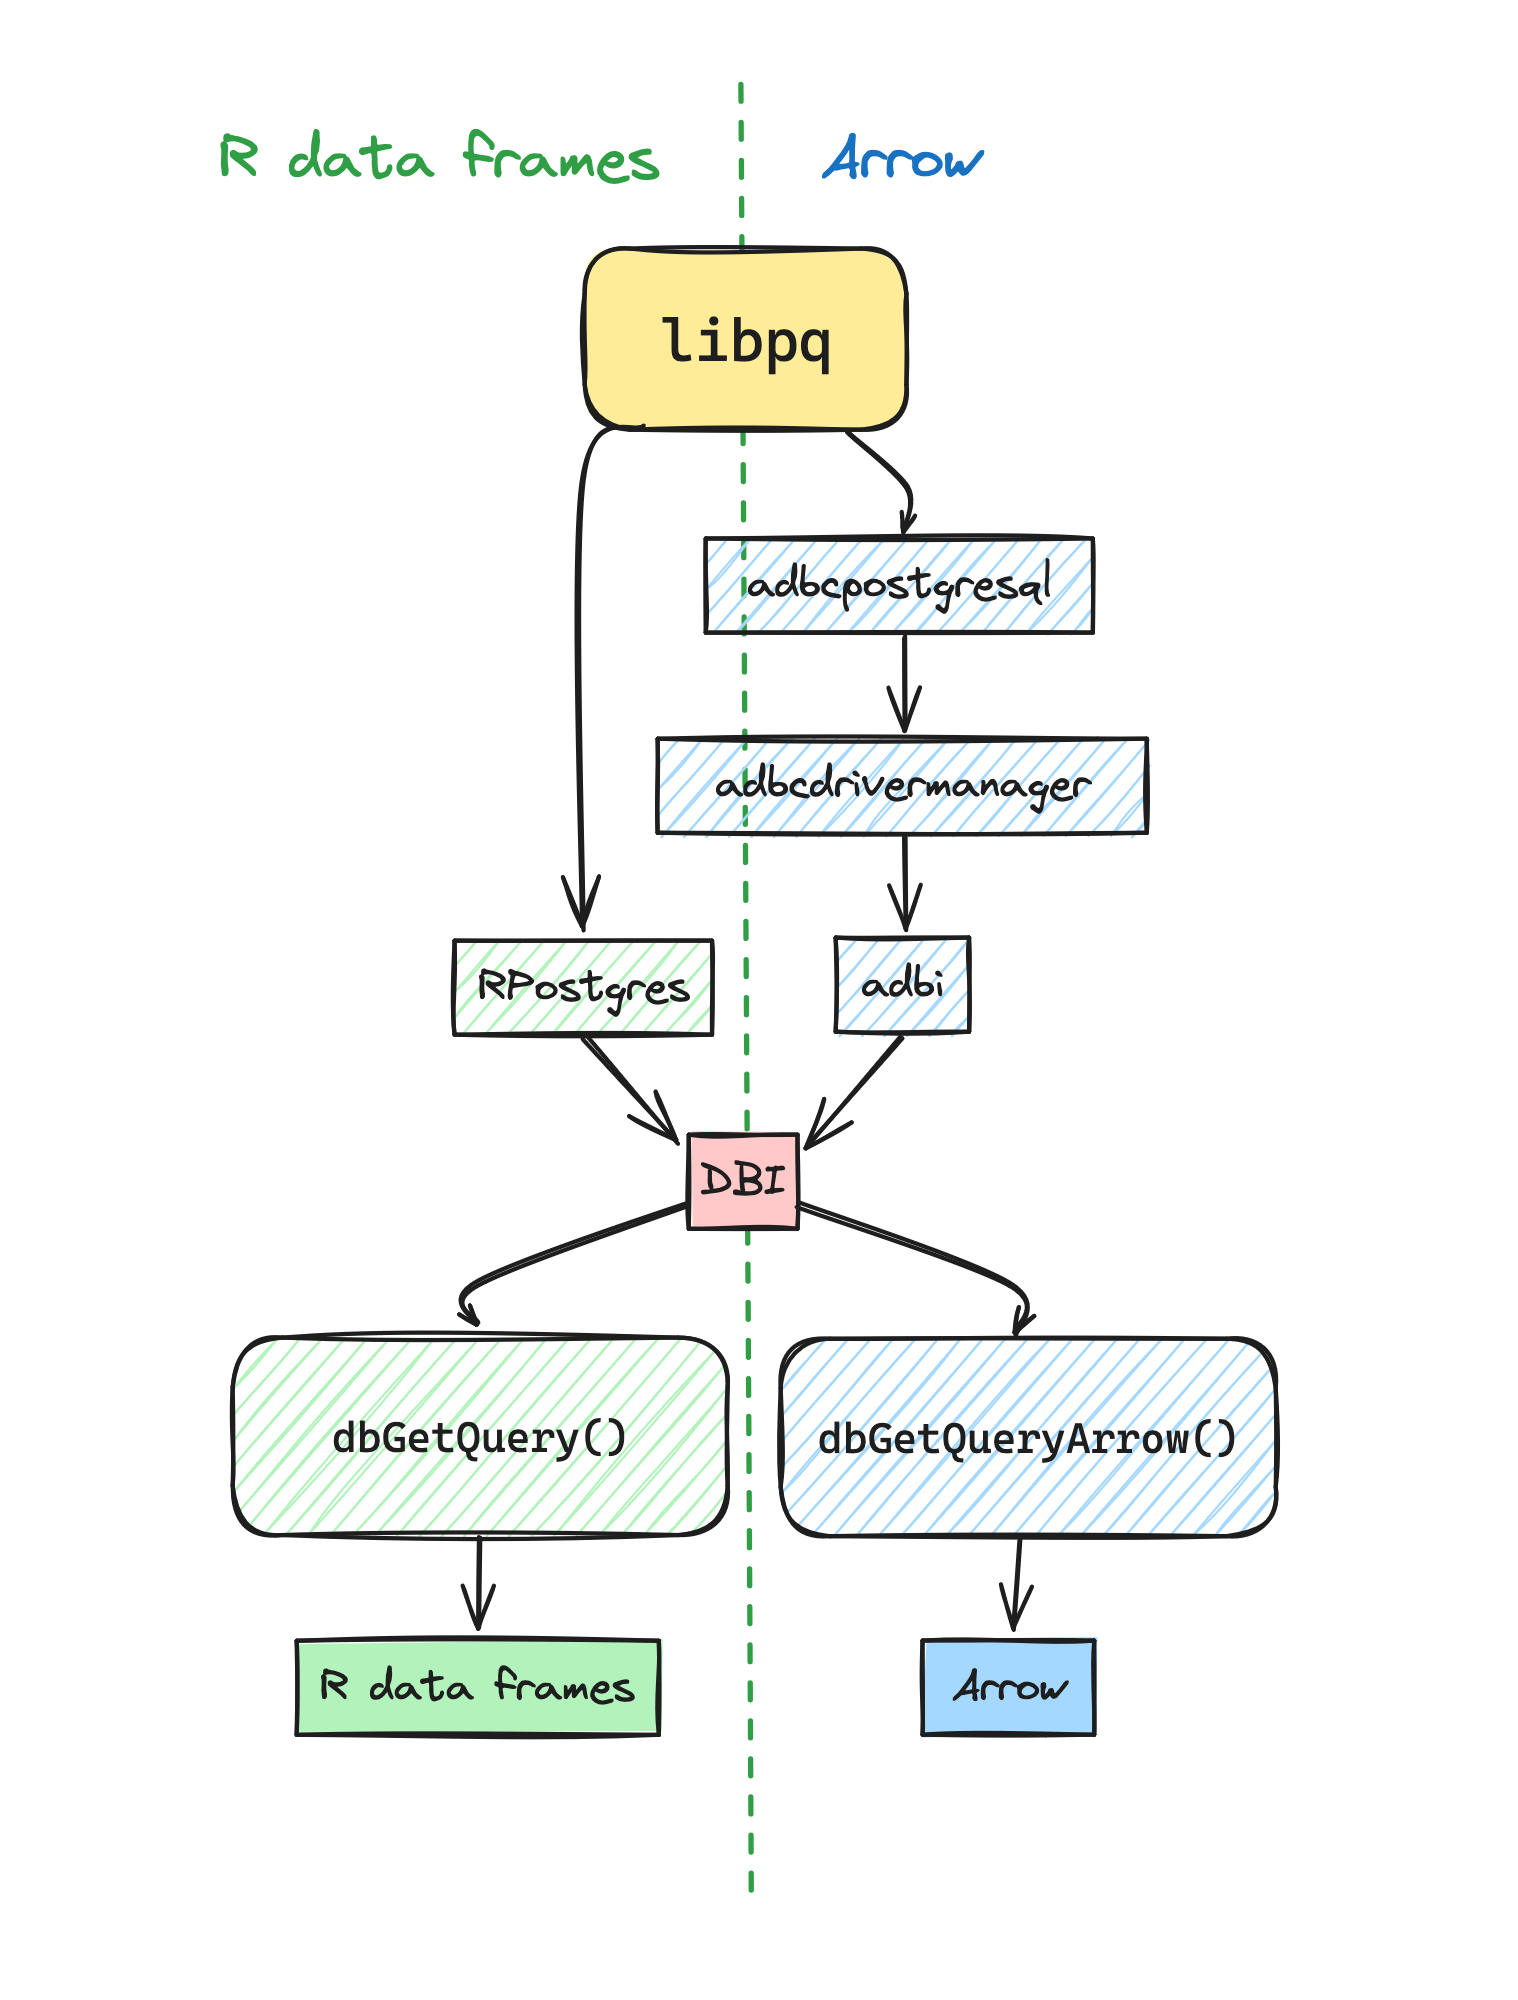 R data frames
Arrow
libpq
adbcpostgresql
adbcdrivermanager
RPostgres
adbi
DBI
dbGetQuery()
dbGetQueryArrow()
R data frames
Arrow